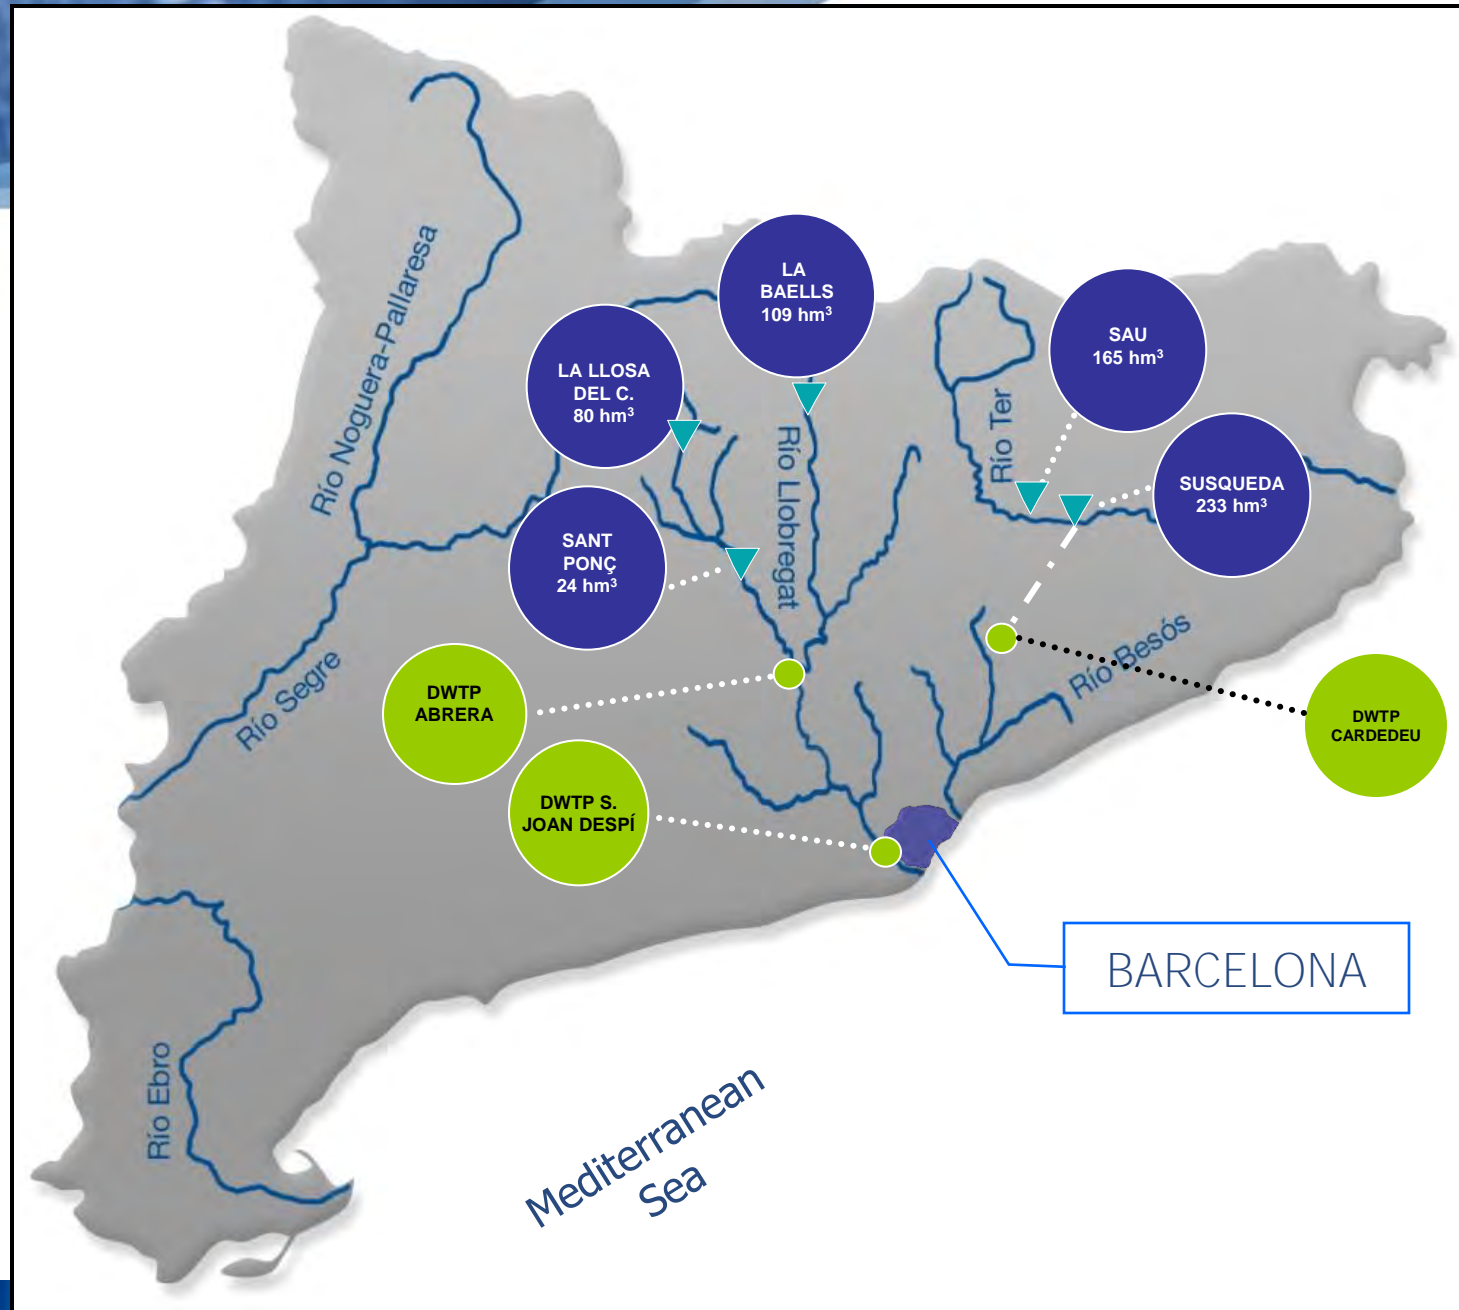 LA
BAELLS
109 hm³
SAU
165 hm³
LA LLOSA
DEL C.
80 hm³
SUSQUEDA
233 hm³
SANT
PONÇ
24 hm³
Río Noguera-Pallaresa
Río Llobregat
Río Ter
Río Segre
Río Besós
DWTP
ABRERA
DWTP
CARDEDEU
DWTP S.
JOAN DESPÍ
BARCELONA
Río Ebro
Mediterranean
Sea